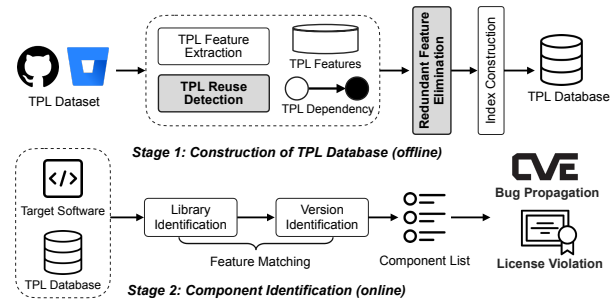 TPL Dataset
TPL Feature
Extraction
TPL Reuse
Detection
TPL Features
TPL Dependency
Redundant Feature
Elimination
Index Construction
TPL Database
Stage 1: Construction of TPL Database (offline)
</>
Target Software
TPL Database
Library
Identification
Version
Identification
Feature Matching
Component List
CVE
Bug Propagation
License Violation
Stage 2: Component Identification (online)